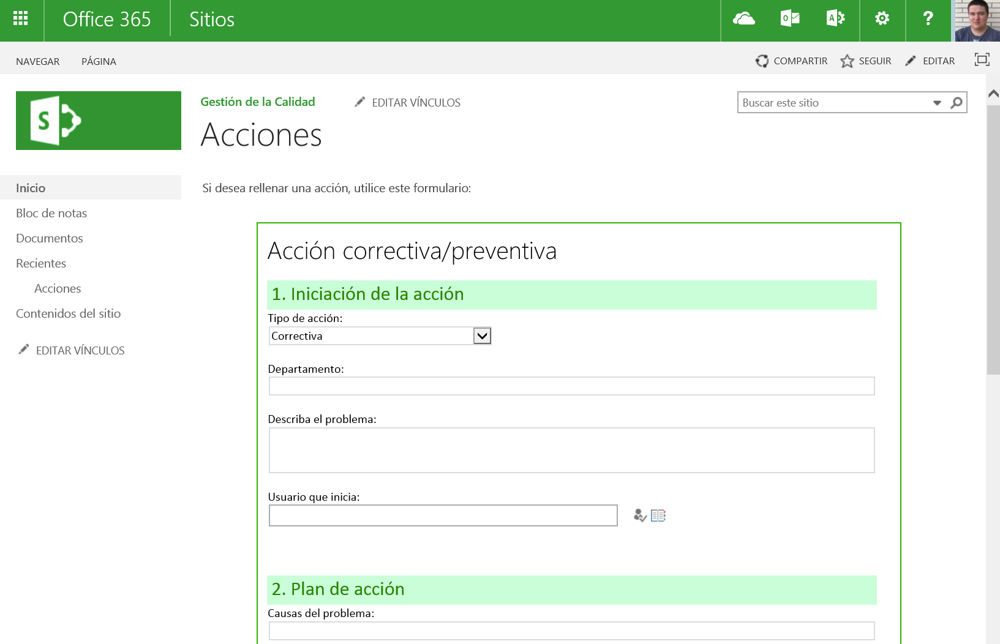 Office 365
Sitios
?
NAVEGAR
PÁGINA
COMPARTIR
SEGUIR
EDITAR
Gestión de la Calidad
EDITAR VÍNCULOS
Buscar este sitio
Acciones
Inicio
Bloc de notas
Documentos
Recientes
Acciones
Contenidos del sitio
EDITAR VÍNCULOS
Si desea rellenar una acción, utilice este formulario:
Acción correctiva/preventiva
1. Iniciación de la acción
Tipo de acción:
Correctiva
Departamento:
Describa el problema:
Usuario que inicia:
2. Plan de acción
Causas del problema: